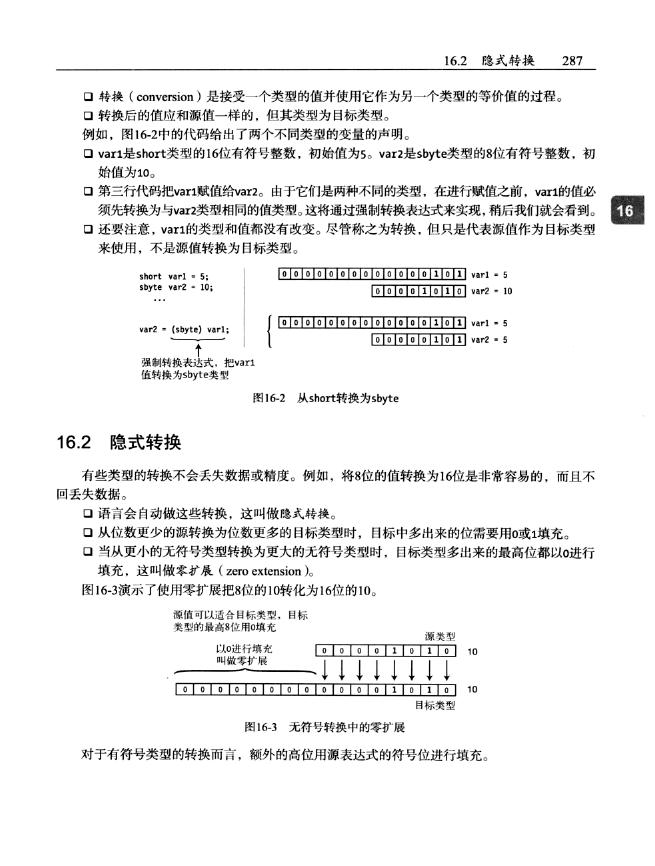 16.2 隐式转换 287
❑ 转换（conversion）是接受一个类型的值并使用它作为另一个类型的等价值的过程。
❑ 转换后的值应和源值一样的，但其类型为目标类型。
例如，图16-2中的代码给出了两个不同类型的变量的声明。
❑ var1是short类型的16位有符号整数，初始值为5。var2是sbyte类型的8位有符号整数，初
始值为10。
❑ 第三行代码把var1赋值给var2。由于它们是两种不同的类型，在进行赋值之前，var1的值必
须先转换为与var2类型相同的值类型。这将通过强制转换表达式来实现，稍后我们就会看到。
16
❑ 还要注意，var1的类型和值都没有改变。尽管称之为转换，但只是代表源值作为目标类型
来使用，不是源值转换为目标类型。
short var1 = 5;
sbyte var2 = 10;
...
var2 = (sbyte) var1;
强制转换表达式，把var1
值转换为sbyte类型
0 0 0 0 0 0 0 0 0 0 0 0 0 1 0 1 var1 = 5
0 0 0 0 1 0 1 0 var2 = 10
0 0 0 0 0 0 0 0 0 0 0 0 0 1 0 1 var1 = 5
0 0 0 0 0 1 0 1 var2 = 5
图16-2 从short转换为sbyte
16.2 隐式转换
有些类型的转换不会丢失数据或精度。例如，将8位的值转换为16位是非常容易的，而且不
回丢失数据。
❑ 语言会自动做这些转换，这叫做隐式转换。
❑ 从位数更少的源转换为位数更多的目标类型时，目标中多出来的位需要用0或1填充。
❑ 当从更小的无符号类型转换为更大的无符号类型时，目标类型多出来的最高位都以0进行
填充，这叫做零扩展（zero extension）。
图16-3演示了使用零扩展把8位的10转化为16位的10。
源值可以适合目标类型，目标
类型的最高8位用0填充
源类型
以0进行填充
叫做零扩展
0 0 0 0 1 0 1 0 10
0 0 0 0 0 0 0 0 0 0 0 0 1 0 1 0 10
目标类型
图16-3 无符号转换中的零扩展
对于有符号类型的转换而言，额外的高位用源表达式的符号位进行填充。